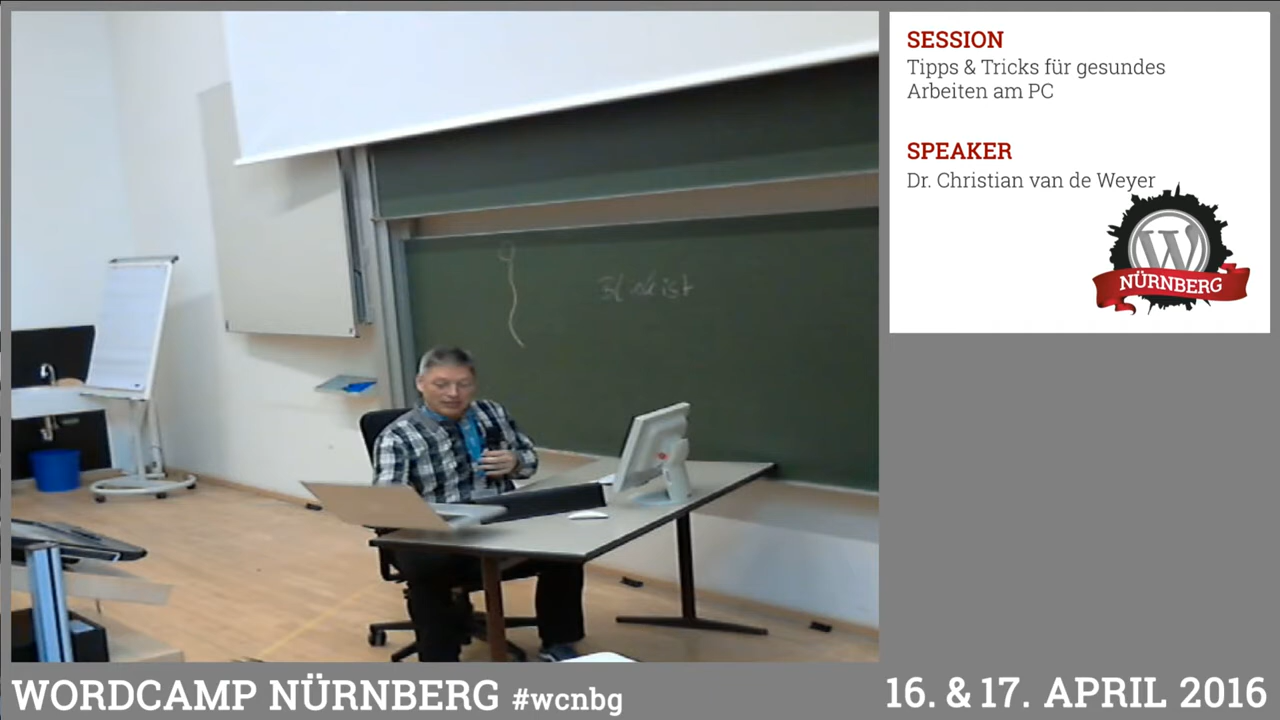 SESSION
Tipps & Tricks für gesundes
Arbeiten am PC
SPEAKER
Dr. Christian van de Weyer
W
NÜRNBERG
WORDCAMP NÜRNBERG #wcnbg
16. & 17. APRIL 2016